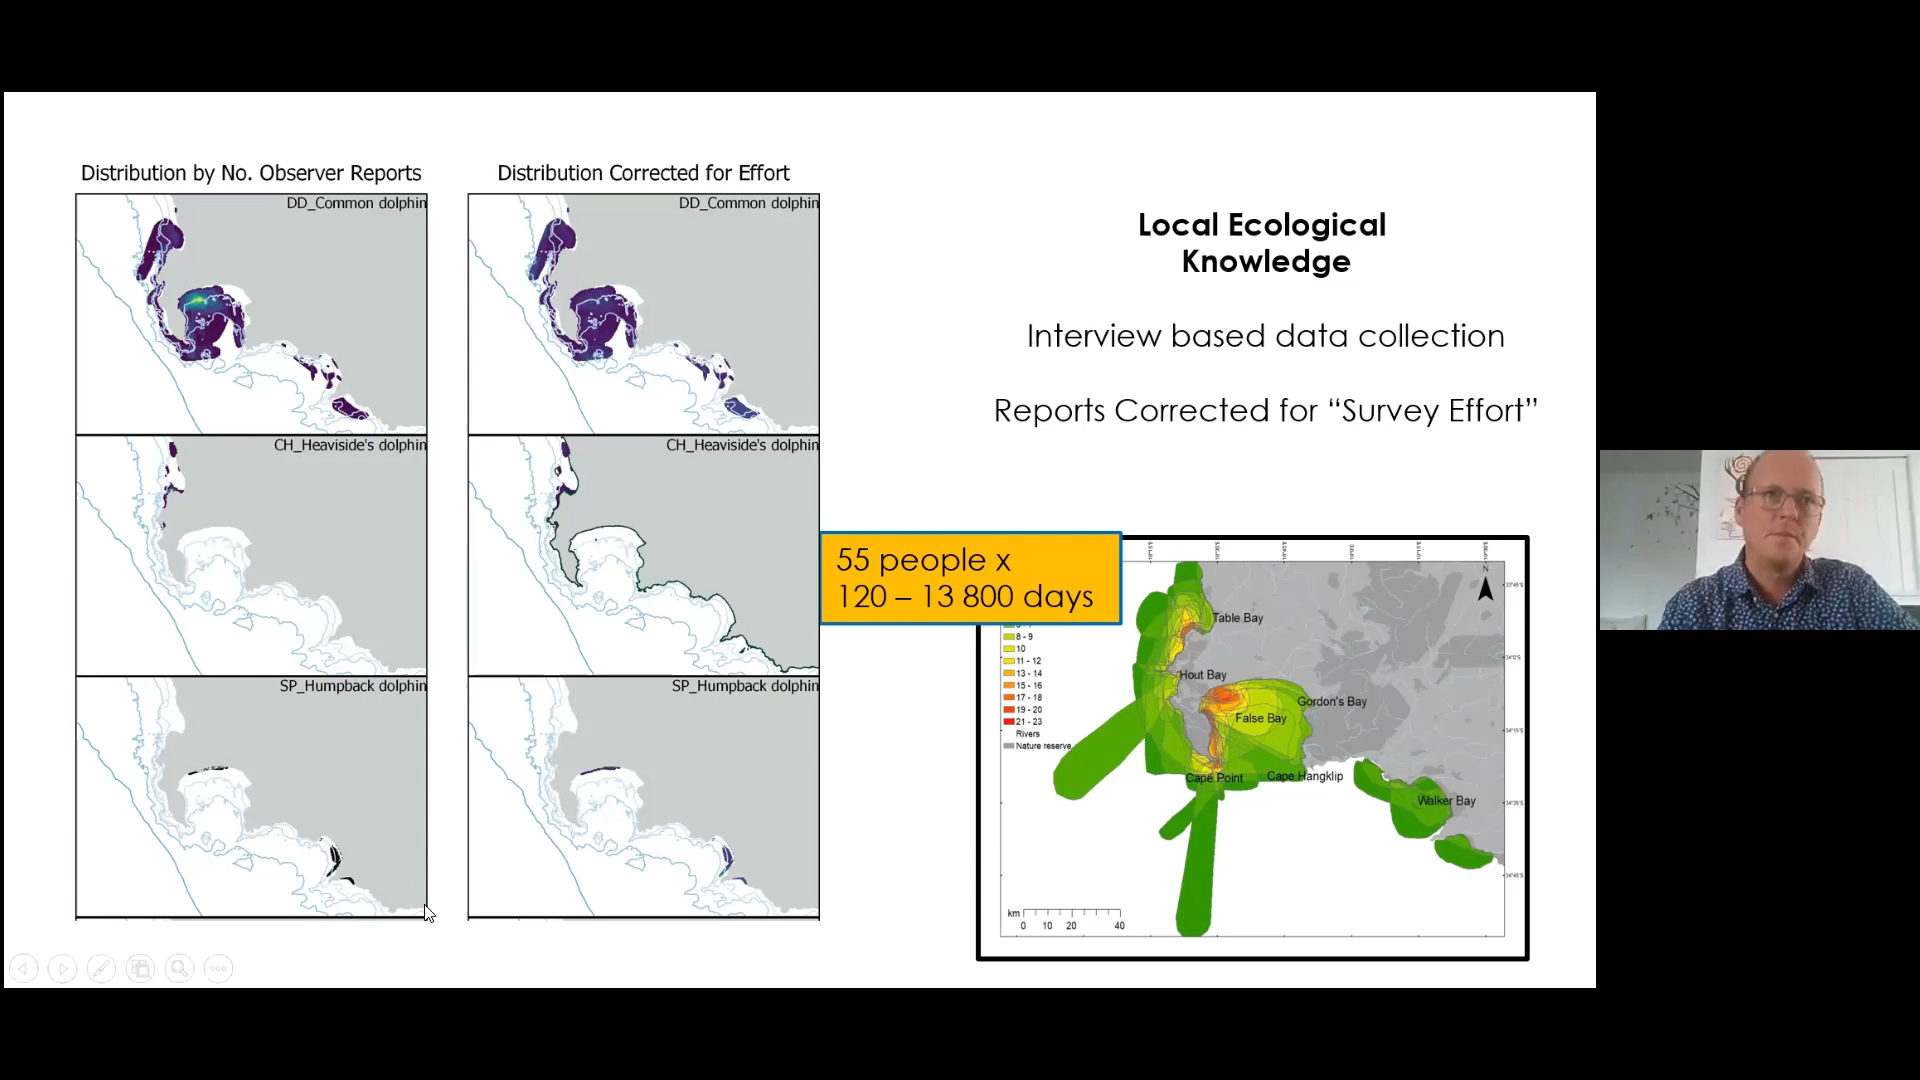 Distribution by No. Observer Reports
DD_Common dolphin
CH_Heaviside's dolphin
SP_Humpback dolphin
Distribution Corrected for Effort
DD_Common dolphin
CH_Heaviside's dolphin
SP_Humpback dolphin
Local Ecological
Knowledge
Interview based data collection
Reports Corrected for “Survey Effort”
55 people x
120 – 13 800 days
8 - 9
10
11 - 12
13 - 14
15 - 16
17 - 18
19 - 20
21 - 23
Rivers
Nature reserve
N
Table Bay
Hout Bay
Gordon's Bay
False Bay
Cape Point
Cape Hangklip
Walker Bay
km
0 10 20 40